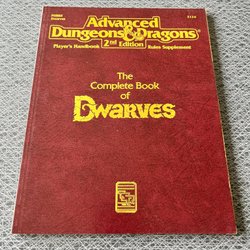 Advanced
Dungeons & Dragons®
2nd Edition
Player's Handbook
Rules Supplement
The
Complete Book
of
Dwarves